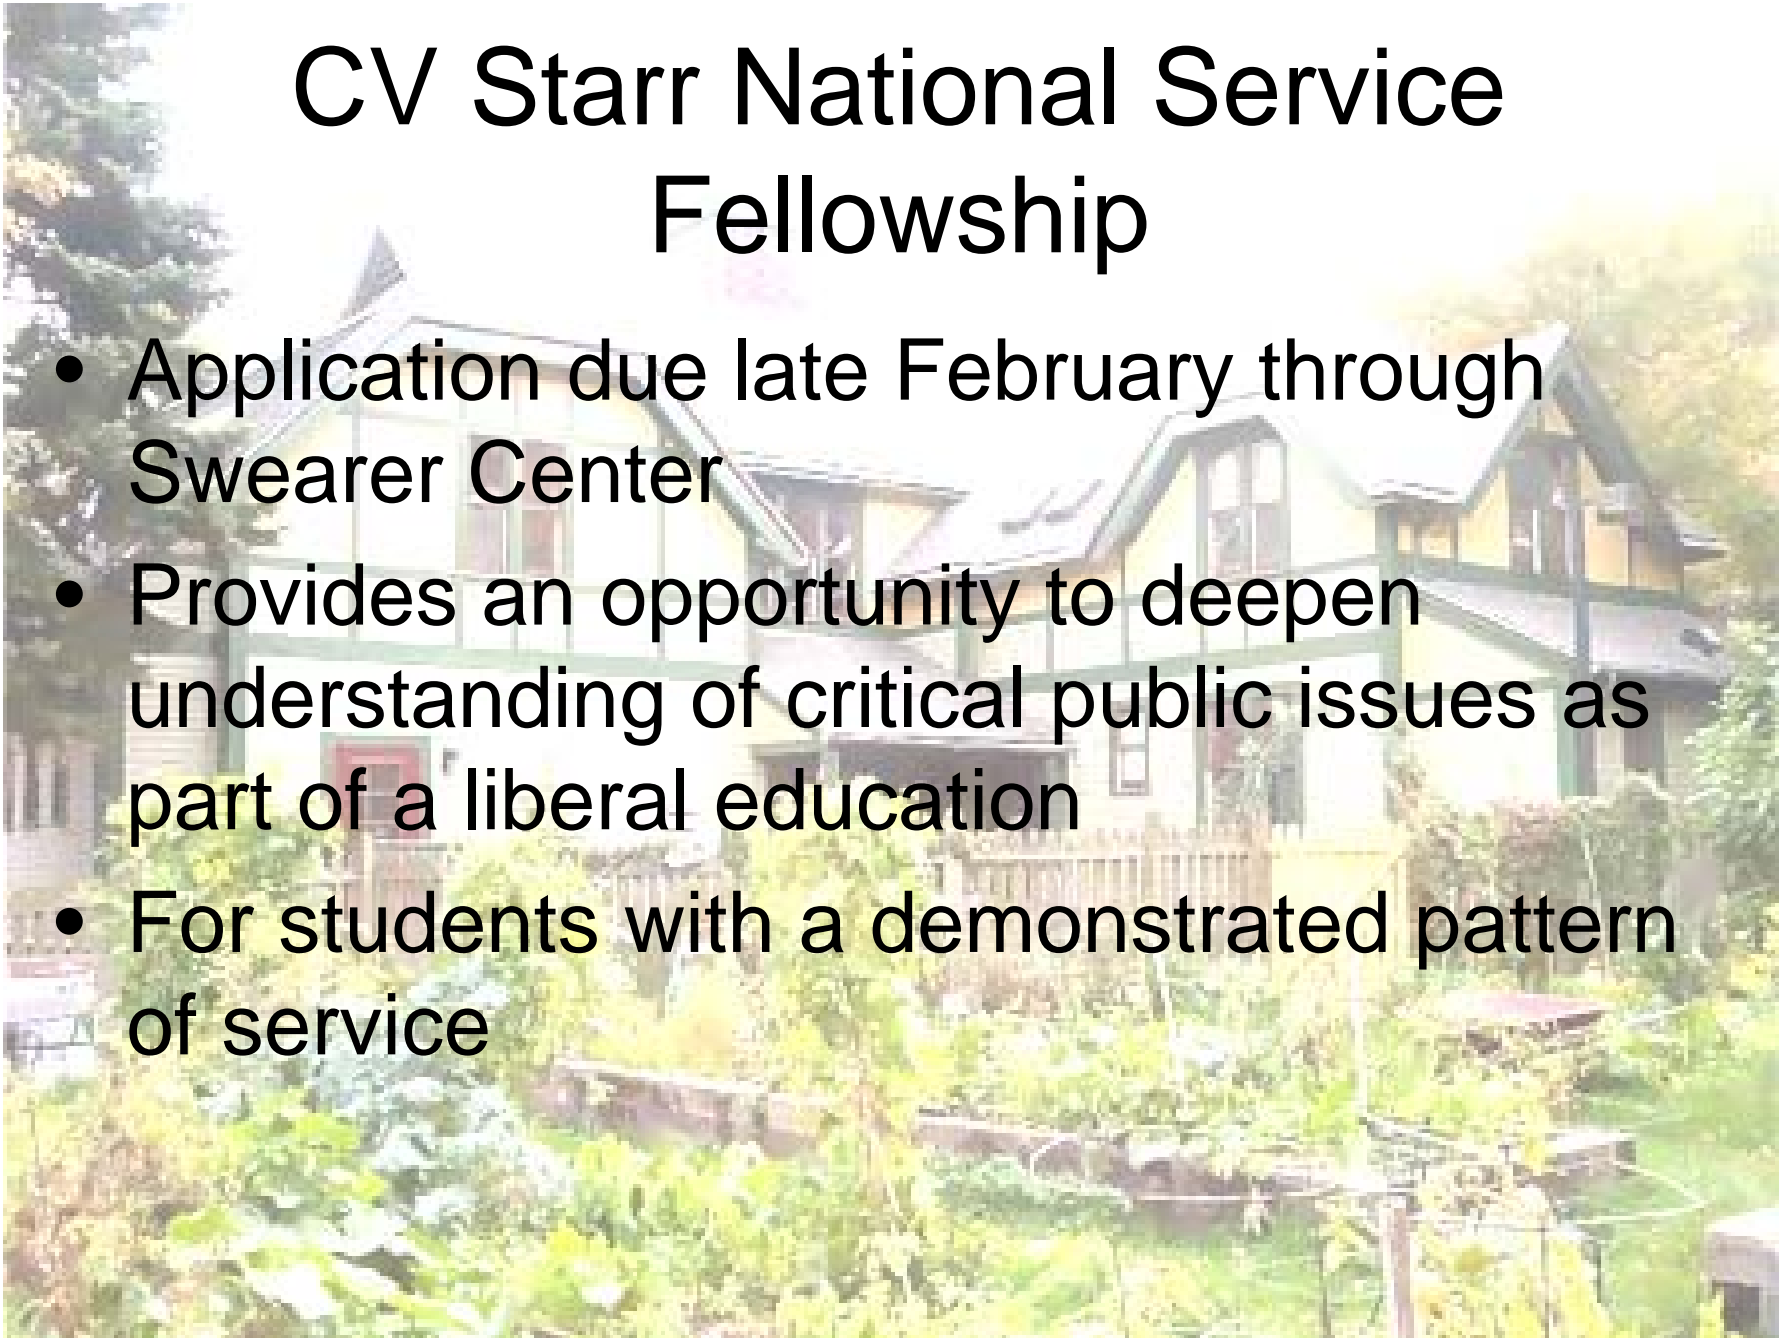 CV Starr National Service
Fellowship
• Application due late February through
Swearer Center
• Provides an opportunity to deepen
understanding of critical public issues as
part of a liberal education
• For students with a demonstrated pattern
of service